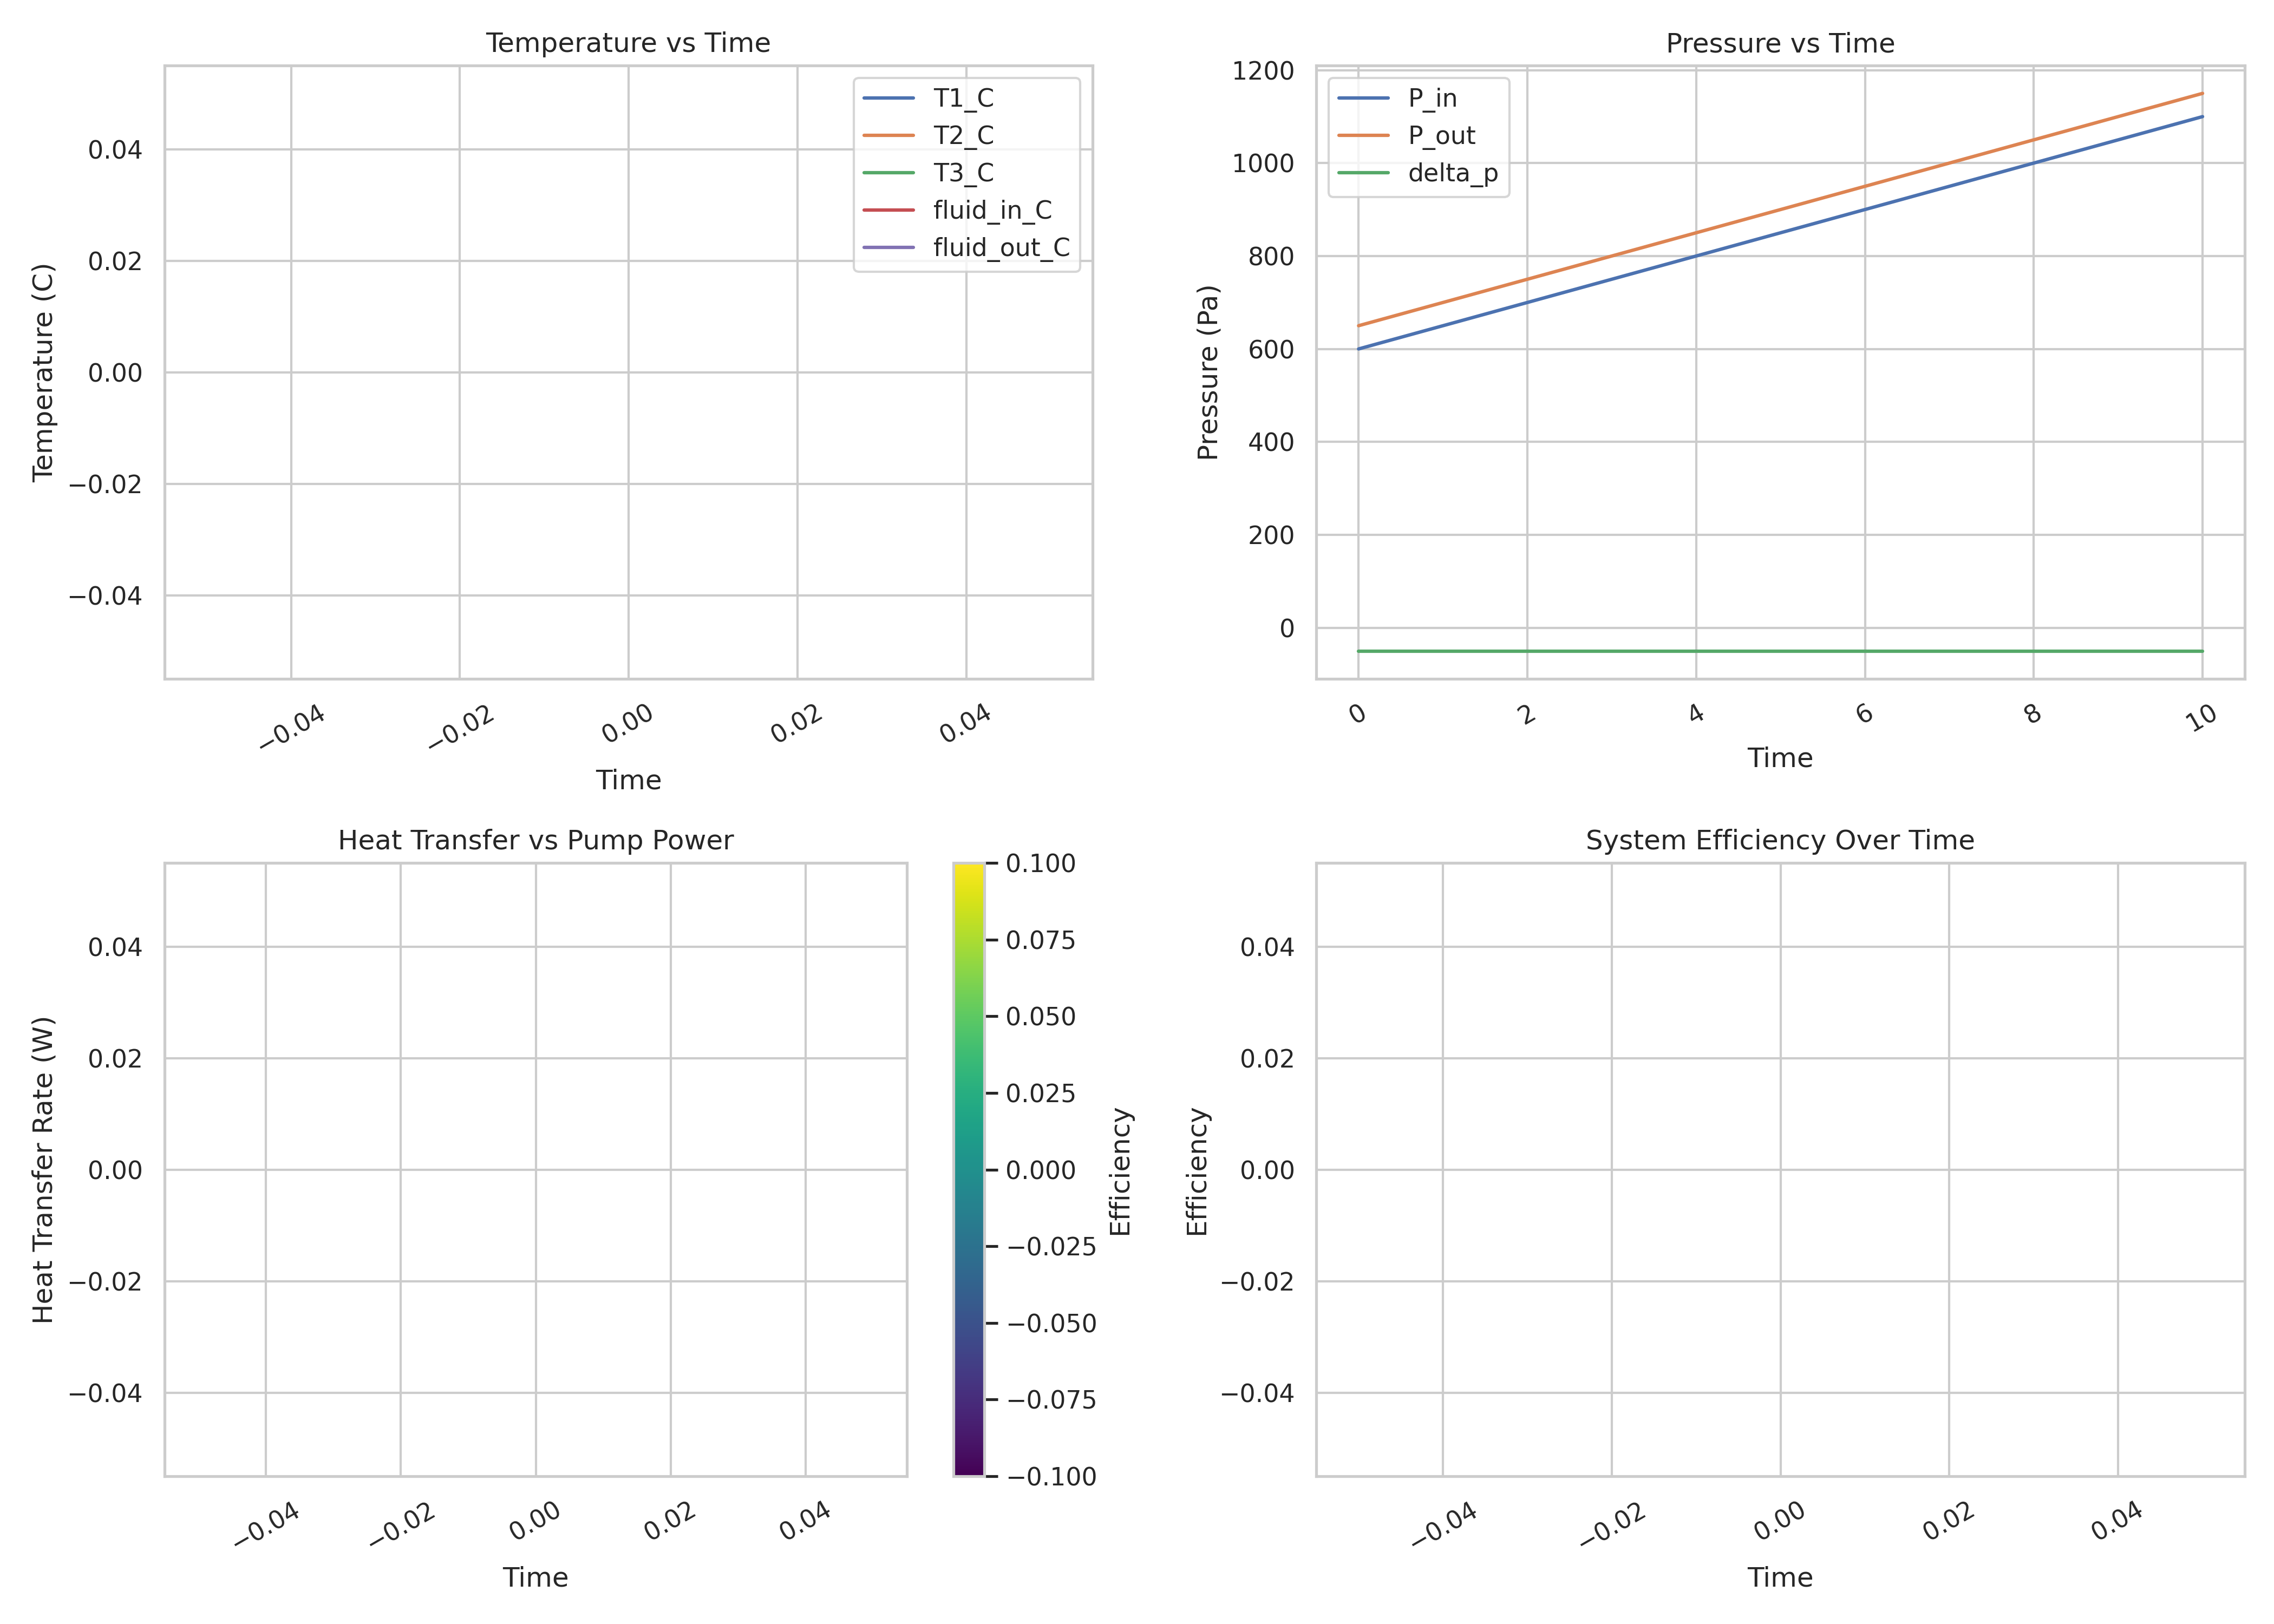 Temperature vs Time
Temperature (C)
0.04
0.02
0.00
−0.02
−0.04
−0.04
−0.02
0.00
0.02
0.04
Time
T1_C
T2_C
T3_C
fluid_in_C
fluid_out_C
Pressure vs Time
Pressure (Pa)
1200
1000
800
600
400
200
0
0
2
4
6
8
10
Time
P_in
P_out
delta_p
Heat Transfer vs Pump Power
Heat Transfer Rate (W)
0.04
0.02
0.00
−0.02
−0.04
−0.04
−0.02
0.00
0.02
0.04
Time
0.100
0.075
0.050
0.025
0.000
−0.025
−0.050
−0.075
−0.100
Efficiency
System Efficiency Over Time
Efficiency
0.04
0.02
0.00
−0.02
−0.04
−0.04
−0.02
0.00
0.02
0.04
Time